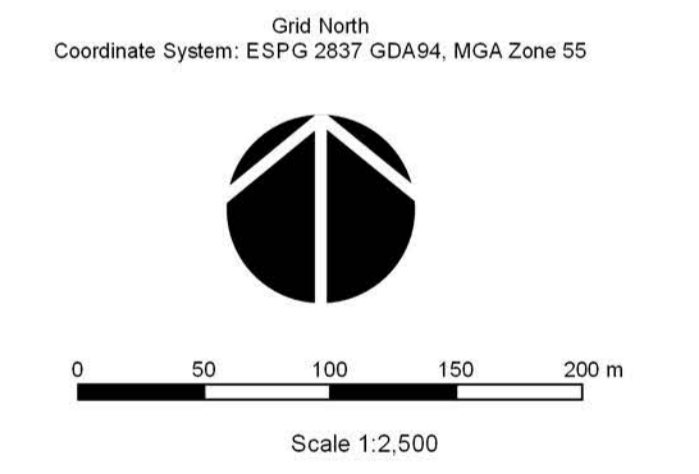 Grid North
Coordinate System: ESPG 2837 GDA94, MGA Zone 55
0 50 100 150 200 m
Scale 1:2,500